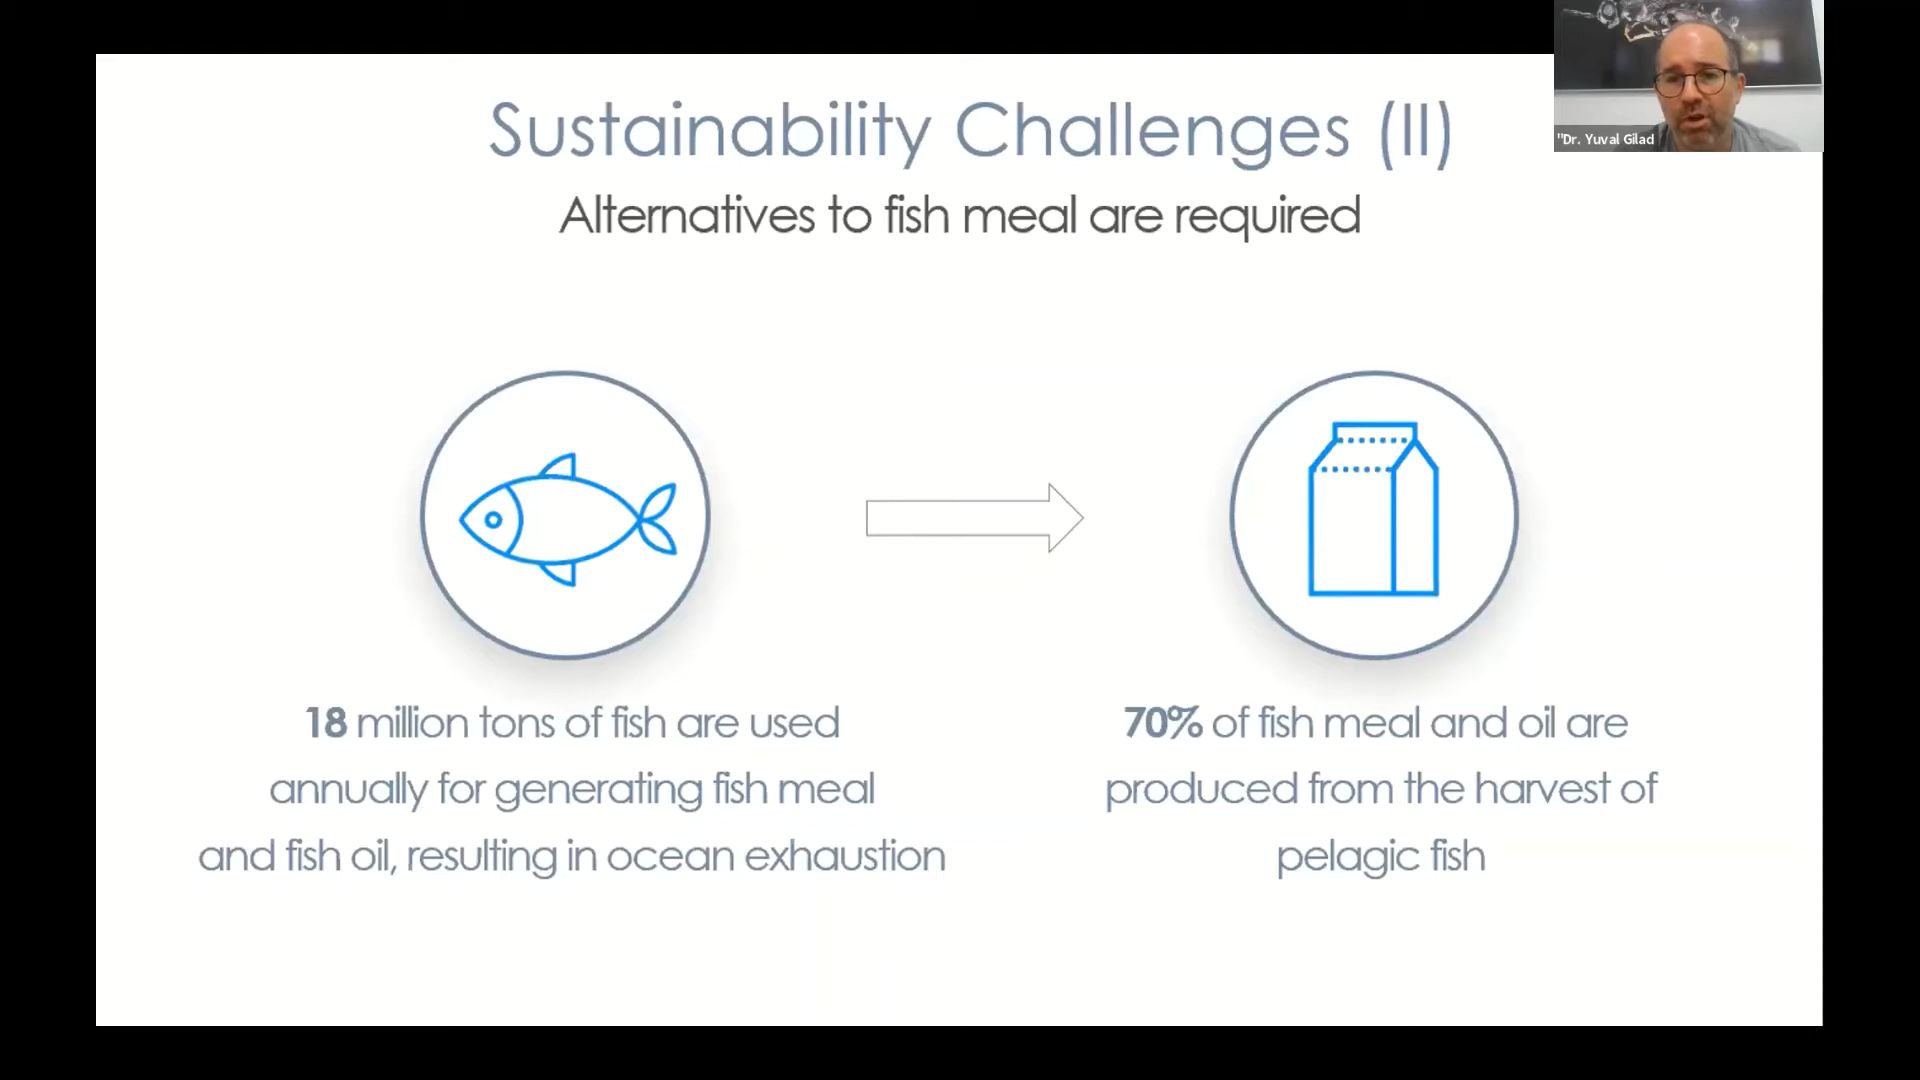 Sustainability Challenges (II)
Alternatives to fish meal are required
"Dr. Yuval Gilad
18 million tons of fish are used
annually for generating fish meal
and fish oil, resulting in ocean exhaustion
70% of fish meal and oil are
produced from the harvest of
pelagic fish